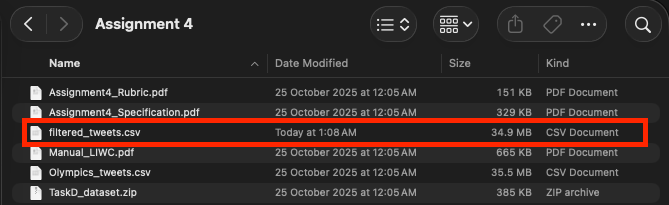 Assignment 4
Name Date Modified Size Kind
Assignment4_Rubric.pdf 25 October 2025 at 12:05 AM 151 KB PDF Document
Assignment4_Specification.pdf 25 October 2025 at 12:05 AM 329 KB PDF Document
filtered_tweets.csv Today at 1:08 AM 34.9 MB CSV Document
Manual_LIWC.pdf 25 October 2025 at 12:05 AM 665 KB PDF Document
Olympics_tweets.csv 25 October 2025 at 12:05 AM 35.5 MB CSV Document
TaskD_dataset.zip 25 October 2025 at 12:05 AM 385 KB ZIP archive